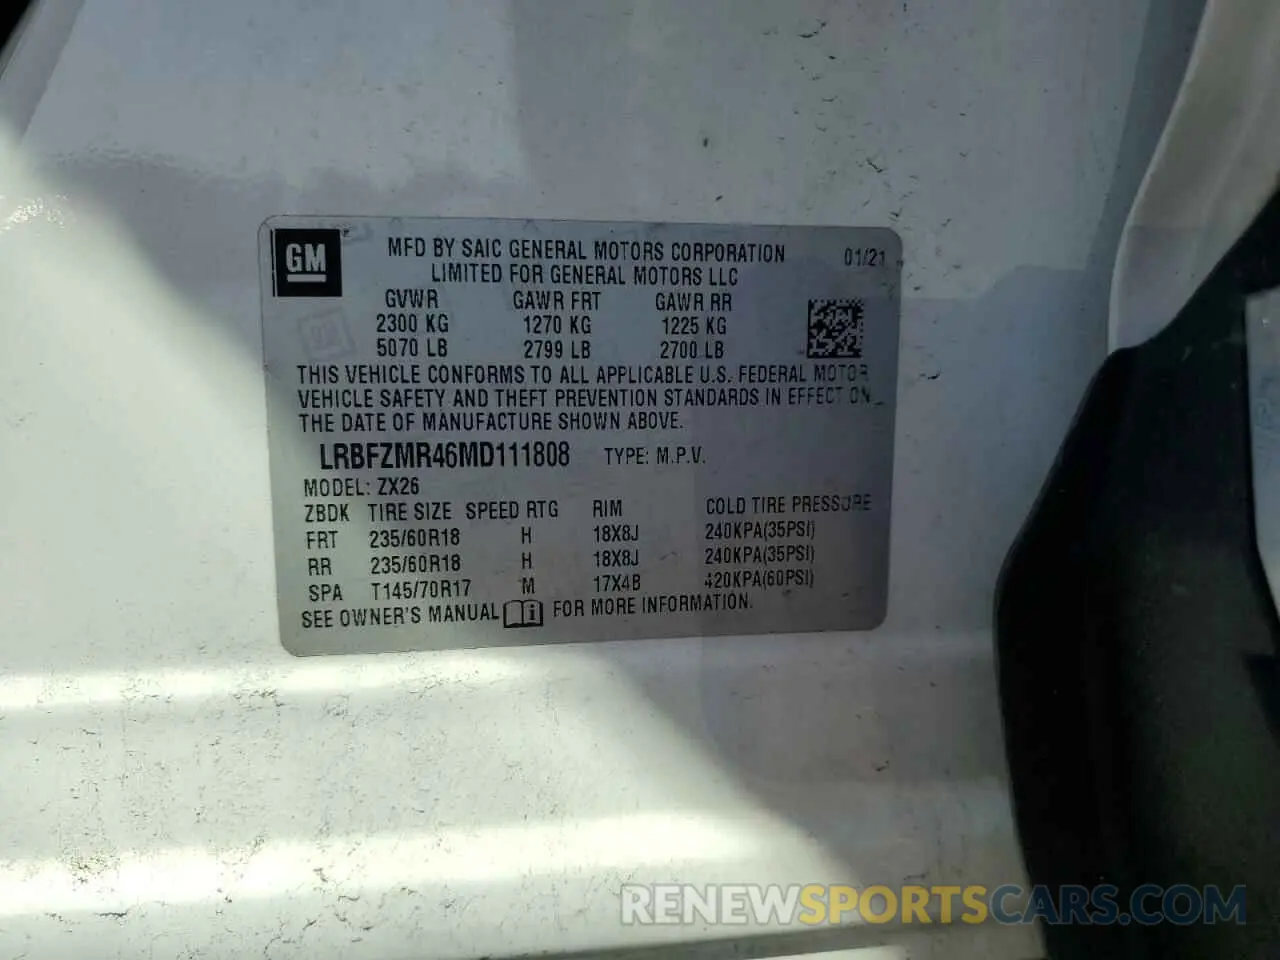 GM
MFD BY SAIC GENERAL MOTORS CORPORATION 01/21
LIMITED FOR GENERAL MOTORS LLC
GVWR GAWR FRT GAWR RR
2300 KG 1270 KG 1225 KG
5070 LB 2799 LB 2700 LB
THIS VEHICLE CONFORMS TO ALL APPLICABLE U.S. FEDERAL MOTOR
VEHICLE SAFETY AND THEFT PREVENTION STANDARDS IN EFFECT ON
THE DATE OF MANUFACTURE SHOWN ABOVE.
LRBFZMR46MD111808 TYPE: M.P.V.
MODEL: ZX26
ZBDK TIRE SIZE SPEED RTG RIM COLD TIRE PRESSURE
FRT 235/60R18 H 18X8J 240KPA(35PSI)
RR 235/60R18 H 18X8J 240KPA(35PSI)
SPA T145/70R17 M 17X4B 420KPA(60PSI)
SEE OWNER'S MANUAL i FOR MORE INFORMATION.
RENEWSPORTSCARS.COM